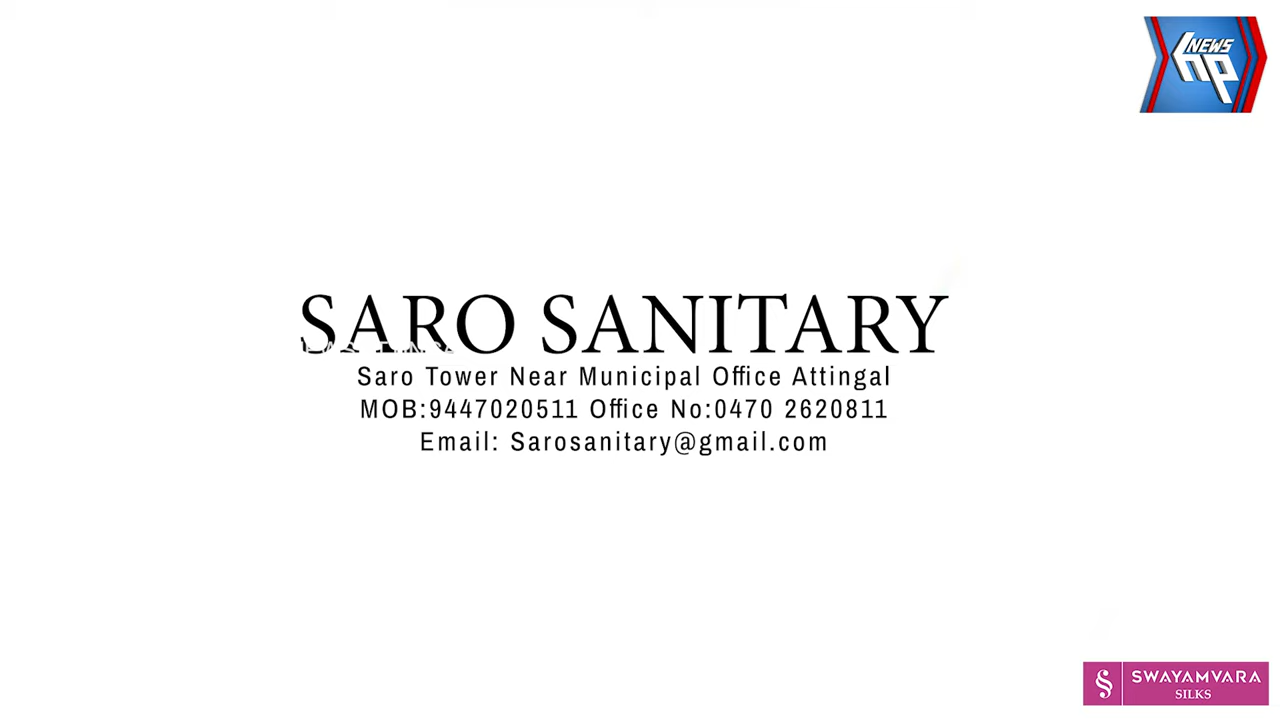 NEWS
np
SARO SANITARY
Saro Tower Near Municipal Office Attingal
MOB:9447020511 Office No:0470 2620811
Email: Sarosanitary@gmail.com
SWAYAMVARA
SILKS